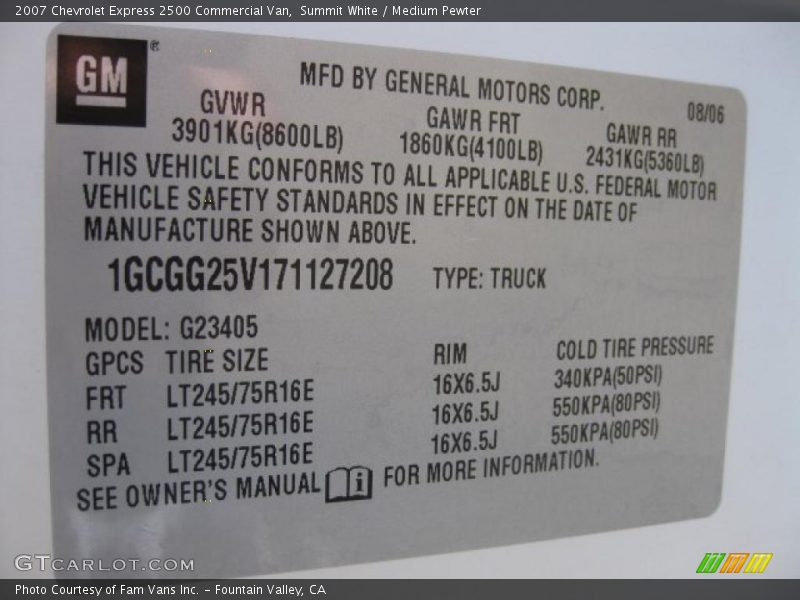 2007 Chevrolet Express 2500 Commercial Van, Summit White / Medium Pewter
GM ®
MFD BY GENERAL MOTORS CORP. 08/06
GVWR GAWR FRT GAWR RR
3901KG(8600LB) 1860KG(4100LB) 2431KG(5360LB)
THIS VEHICLE CONFORMS TO ALL APPLICABLE U.S. FEDERAL MOTOR
VEHICLE SAFETY STANDARDS IN EFFECT ON THE DATE OF
MANUFACTURE SHOWN ABOVE.
1GCGG25V171127208 TYPE: TRUCK
MODEL: G23405
GPCS TIRE SIZE RIM COLD TIRE PRESSURE
FRT LT245/75R16E 16X6.5J 340KPA(50PSI)
RR LT245/75R16E 16X6.5J 550KPA(80PSI)
SPA LT245/75R16E 16X6.5J 550KPA(80PSI)
SEE OWNER'S MANUAL i FOR MORE INFORMATION.
GTCARLOT.COM
Photo Courtesy of Fam Vans Inc. - Fountain Valley, CA